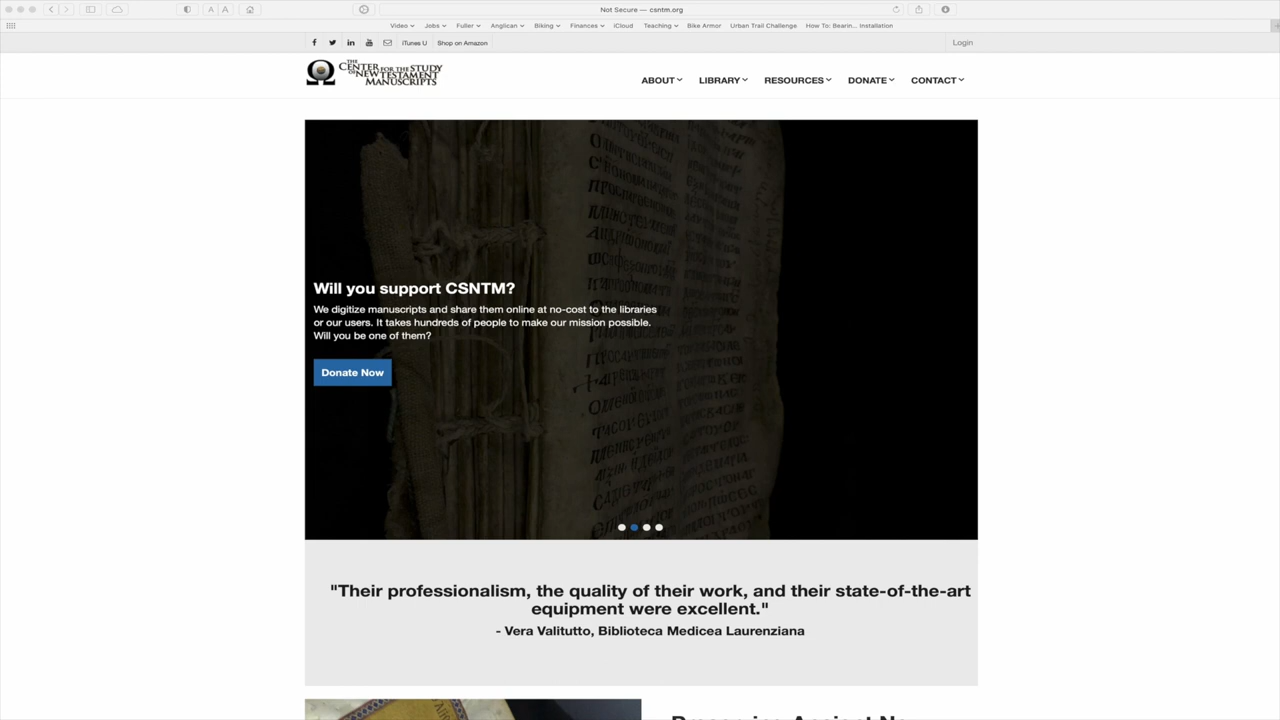 Not Secure — csntm.org
Video Jobs Fuller Anglican Biking Finances iCloud Teaching Bike Armor Urban Trail Challenge How To: Bearin... Installation
iTunes U Shop on Amazon Login
THE CENTER FOR THE STUDY
OF NEW TESTAMENT
MANUSCRIPTS
ABOUT LIBRARY RESOURCES DONATE CONTACT
Will you support CSNTM?
We digitize manuscripts and share them online at no-cost to the libraries
or our users. It takes hundreds of people to make our mission possible.
Will you be one of them?
Donate Now
"Their professionalism, the quality of their work, and their state-of-the-art
equipment were excellent."
- Vera Valitutto, Biblioteca Medicea Laurenziana